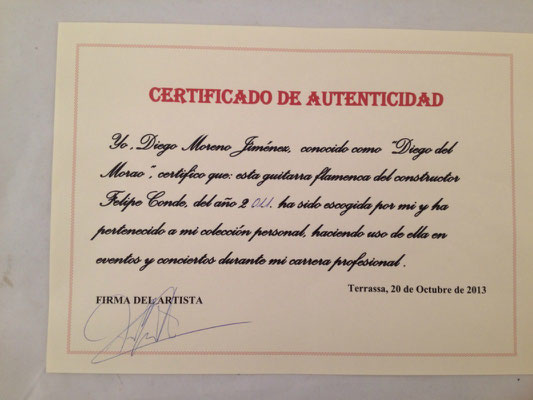 CERTIFICADO DE AUTENTICIDAD
Yo, Diego Moreno Jiménez, conocido como "Diego del
Morao", certifico que: esta guitarra flamenca del constructor
Felipe Conde, del año 2011. ha sido escogida por mi y ha
pertenecido a mi colección personal, haciendo uso de ella en
eventos y conciertos durante mi carrera profesional.
Terrassa, 20 de Octubre de 2013
FIRMA DEL ARTISTA